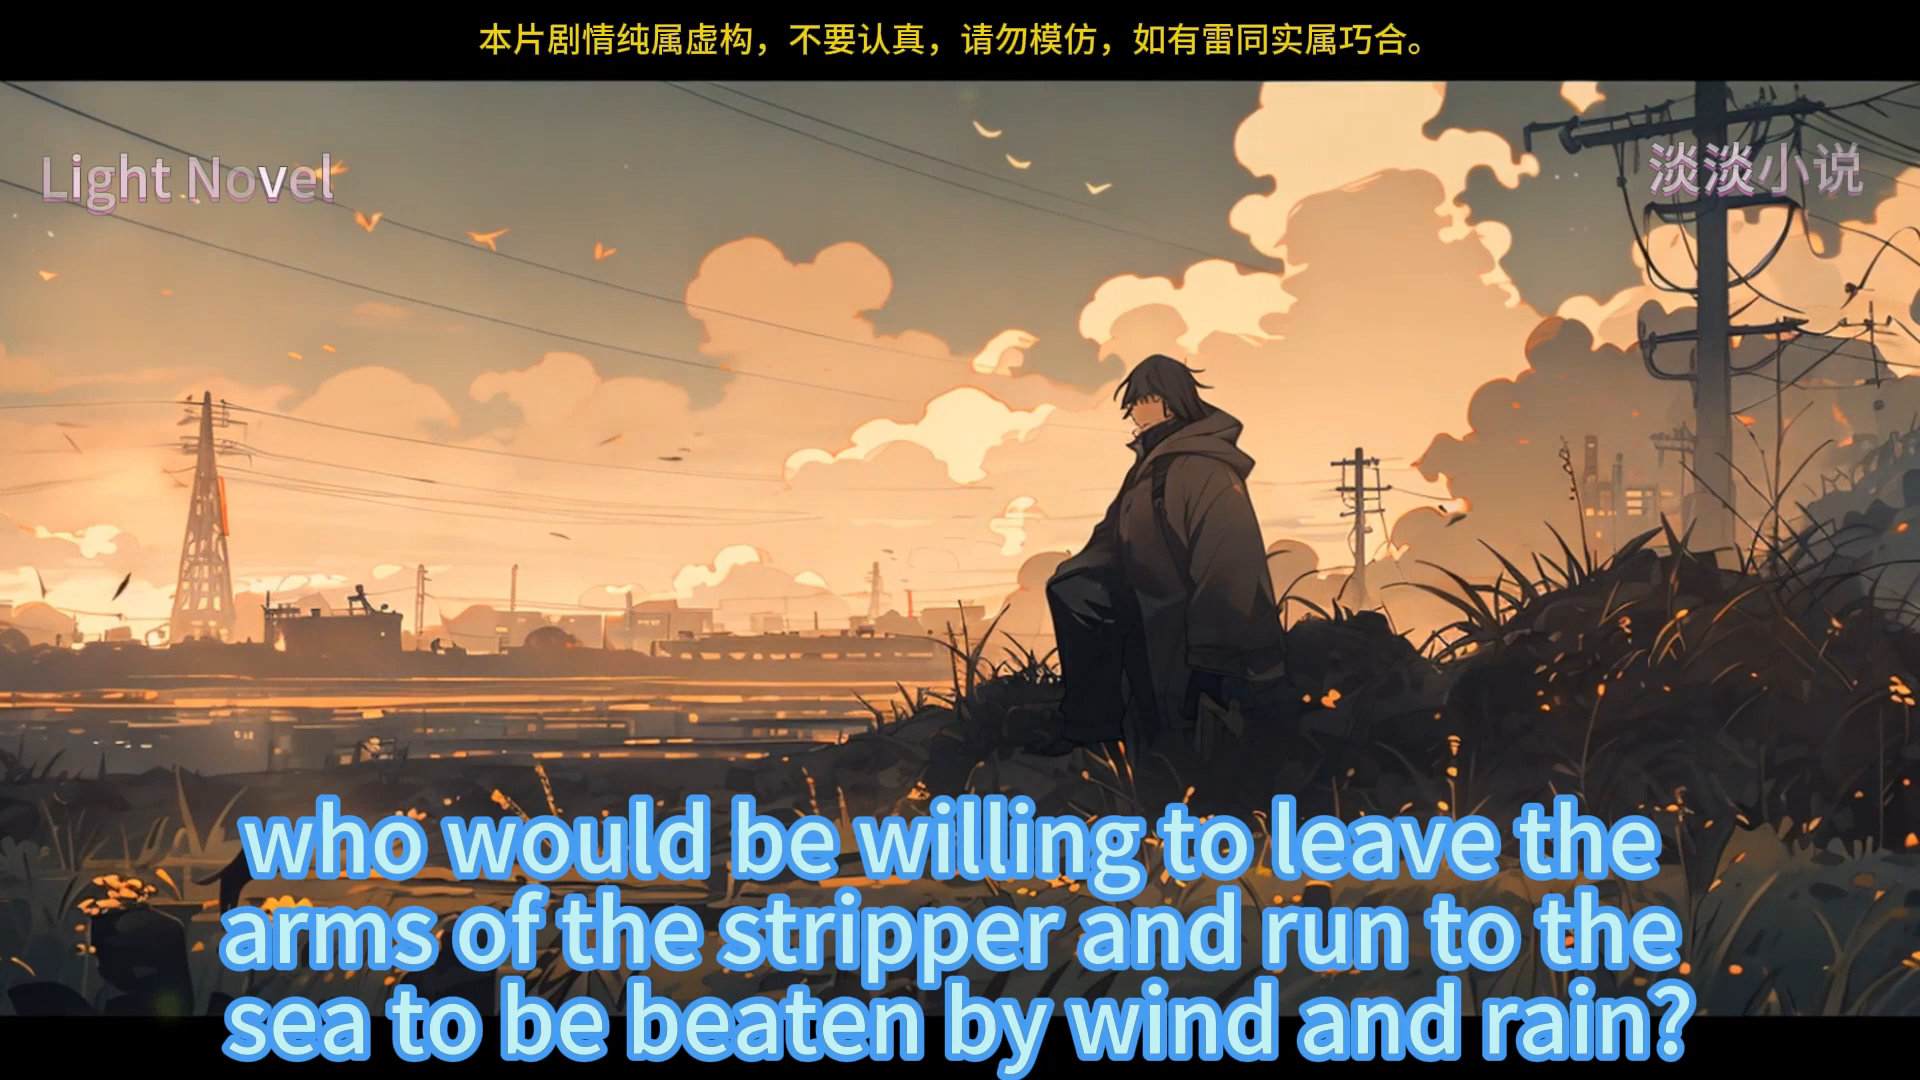 本片剧情纯属虚构，不要认真，请勿模仿，如有雷同实属巧合。
Light Novel
淡淡小说
who would be willing to leave the
arms of the stripper and run to the
sea to be beaten by wind and rain?